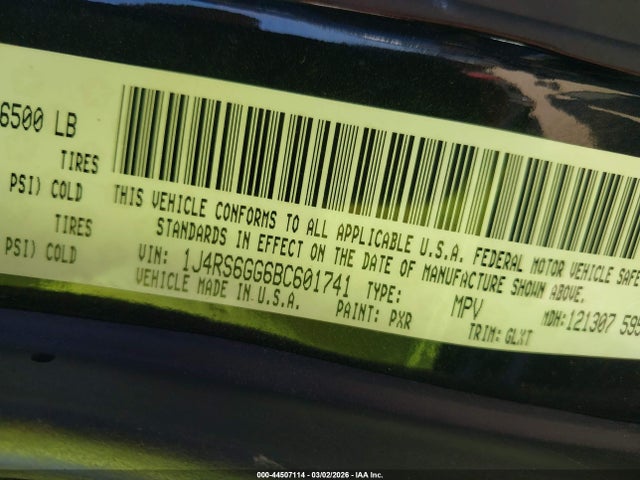 6500 LB
TIRES
PSI) COLD
TIRES
PSI) COLD
THIS VEHICLE CONFORMS TO ALL APPLICABLE U.S.A. FEDERAL MOTOR VEHICLE SAFE
STANDARDS IN EFFECT ON THE DATE OF MANUFACTURE SHOWN ABOVE.
VIN: 1J4RS6GG6BC601741 TYPE: MPV MDH:121307 595
VEHICLE MADE IN U.S.A. PAINT: PXR TRIM: GLXT
000-44507114 - 03/02/2026 - IAA Inc.